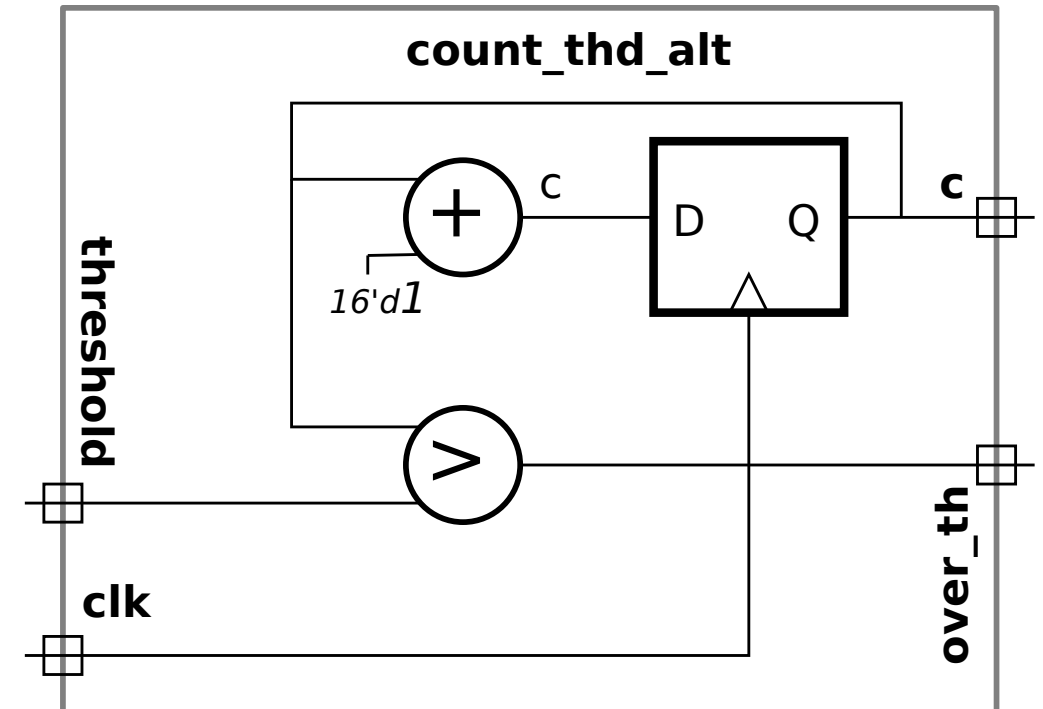 count_thd_alt
c
c
D
Q
+
16'd1
threshold
>
over_th
clk